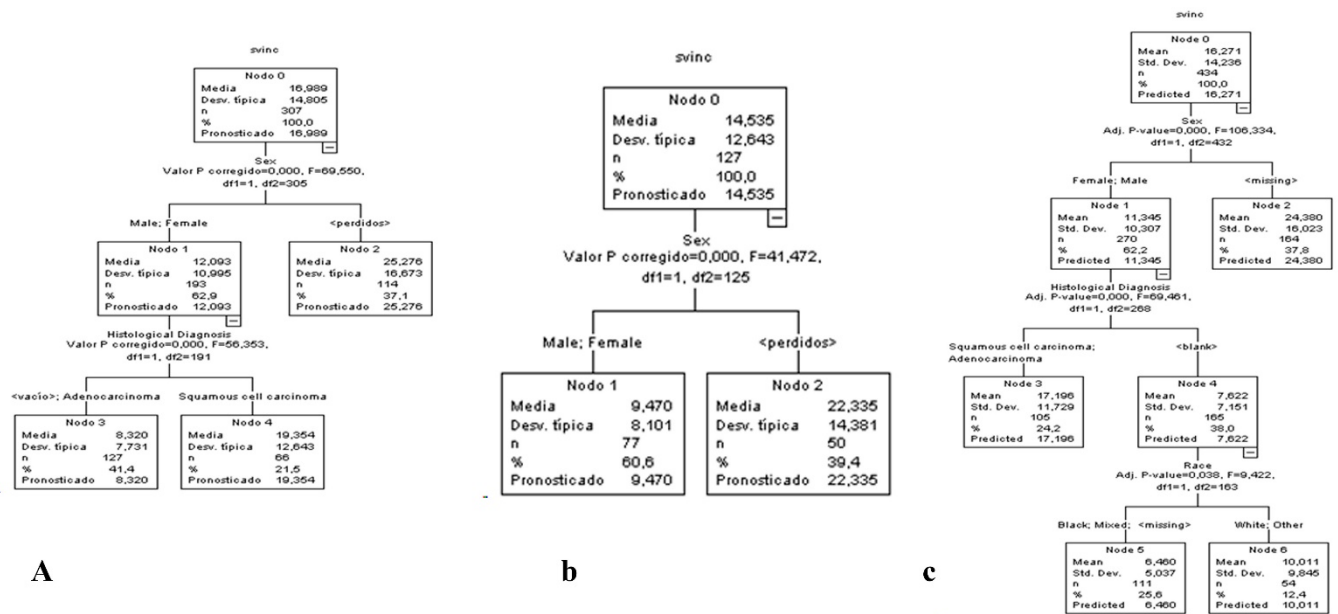 svinc
Nodo 0
Media 16,989
Desv. típica 14,805
n 307
% 100,0
Pronosticado 16,989
Sex
Valor P corregido=0,000, F=69,550,
df1=1, df2=305
Male; Female
<perdidos>
Nodo 1
Media 12,093
Desv. típica 10,995
n 193
% 62,9
Pronosticado 12,093
Nodo 2
Media 25,276
Desv. típica 16,673
n 114
% 37,1
Pronosticado 25,276
Histological Diagnosis
Valor P corregido=0,000, F=56,353,
df1=1, df2=191
<vacío>; Adenocarcinoma
Squamous cell carcinoma
Nodo 3
Media 8,320
Desv. típica 7,731
n 127
% 41,4
Pronosticado 8,320
Nodo 4
Media 19,354
Desv. típica 12,643
n 66
% 21,5
Pronosticado 19,354
A
svinc
Nodo 0
Media 14,535
Desv. típica 12,643
n 127
% 100,0
Pronosticado 14,535
Sex
Valor P corregido=0,000, F=41,472,
df1=1, df2=125
Male; Female
<perdidos>
Nodo 1
Media 9,470
Desv. típica 8,101
n 77
% 60,6
Pronosticado 9,470
Nodo 2
Media 22,335
Desv. típica 14,381
n 50
% 39,4
Pronosticado 22,335
b
svinc
Node 0
Mean 16,271
Std. Dev. 14,236
n 434
% 100,0
Predicted 16,271
Sex
Adj. P-value=0,000, F=106,334,
df1=1, df2=432
Female; Male
<missing>
Node 1
Mean 11,345
Std. Dev. 10,307
n 270
% 62,2
Predicted 11,345
Node 2
Mean 24,380
Std. Dev. 16,023
n 164
% 37,8
Predicted 24,380
Histological Diagnosis
Adj. P-value=0,000, F=69,461,
df1=1, df2=268
Squamous cell carcinoma;
Adenocarcinoma
<blank>
Node 3
Mean 17,196
Std. Dev. 11,729
n 105
% 24,2
Predicted 17,196
Node 4
Mean 7,622
Std. Dev. 7,151
n 165
% 38,0
Predicted 7,622
Race
Adj. P-value=0,038, F=9,422,
df1=1, df2=163
Black; Mixed; <missing>
White; Other
Node 5
Mean 6,460
Std. Dev. 5,037
n 111
% 25,6
Predicted 6,460
Node 6
Mean 10,011
Std. Dev. 9,845
n 54
% 12,4
Predicted 10,011
c